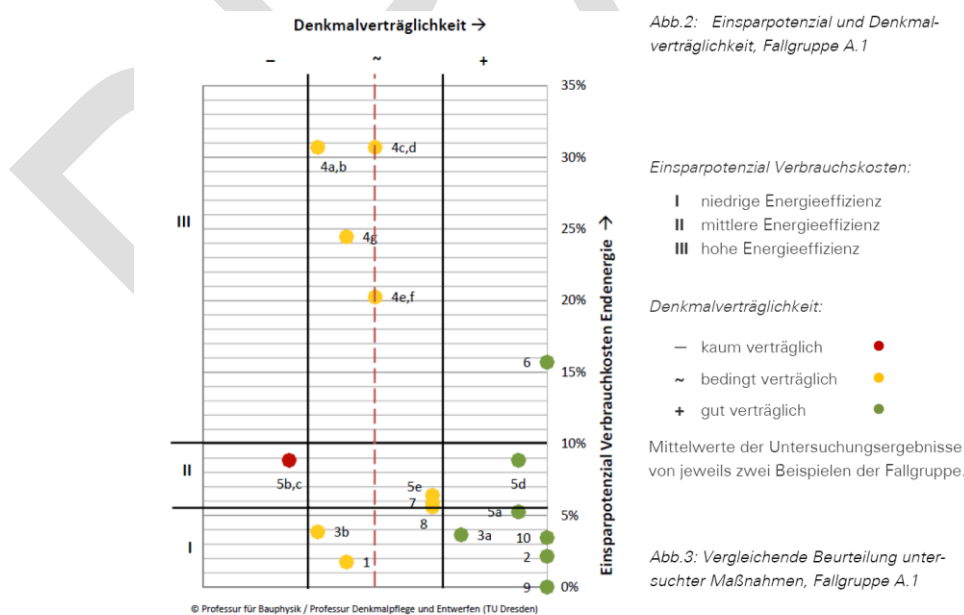 Denkmalverträglichkeit →
– ~ +
35%
30%
25%
20%
15%
10%
5%
0%
III
II
I
4a,b
4c,d
4g
4e,f
6
5b,c
5d
5e
7
8
5a
3b
3a
10
1
2
9
Einsparpotenzial Verbrauchkosten Endenergie →
© Professur für Bauphysik / Professur Denkmalpflege und Entwerfen (TU Dresden)
Abb.2: Einsparpotenzial und Denkmal-
verträglichkeit, Fallgruppe A.1
Einsparpotenzial Verbrauchskosten:
I niedrige Energieeffizienz
II mittlere Energieeffizienz
III hohe Energieeffizienz
Denkmalverträglichkeit:
– kaum verträglich
~ bedingt verträglich
+ gut verträglich
Mittelwerte der Untersuchungsergebnisse
von jeweils zwei Beispielen der Fallgruppe.
Abb.3: Vergleichende Beurteilung unter-
suchter Maßnahmen, Fallgruppe A.1